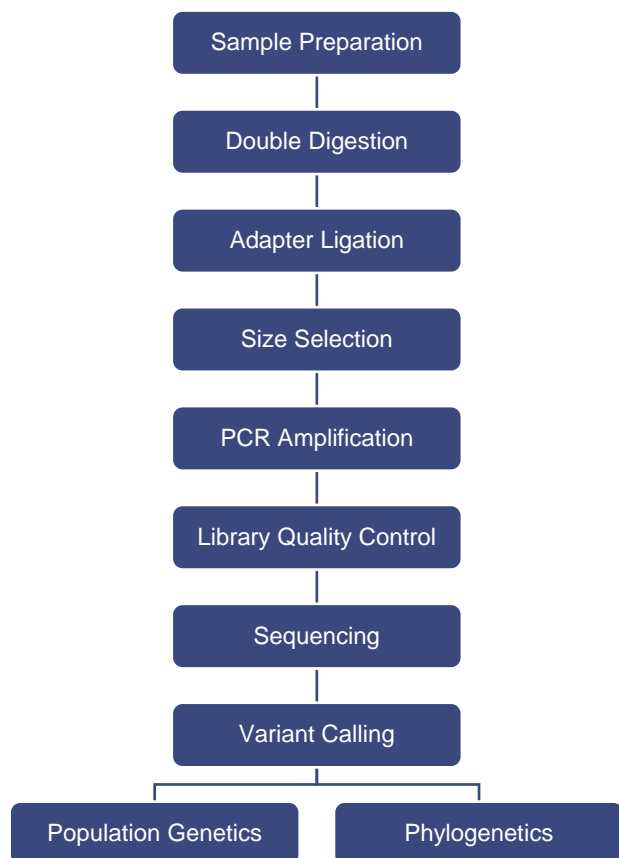 Sample Preparation
Double Digestion
Adapter Ligation
Size Selection
PCR Amplification
Library Quality Control
Sequencing
Variant Calling
Population Genetics
Phylogenetics